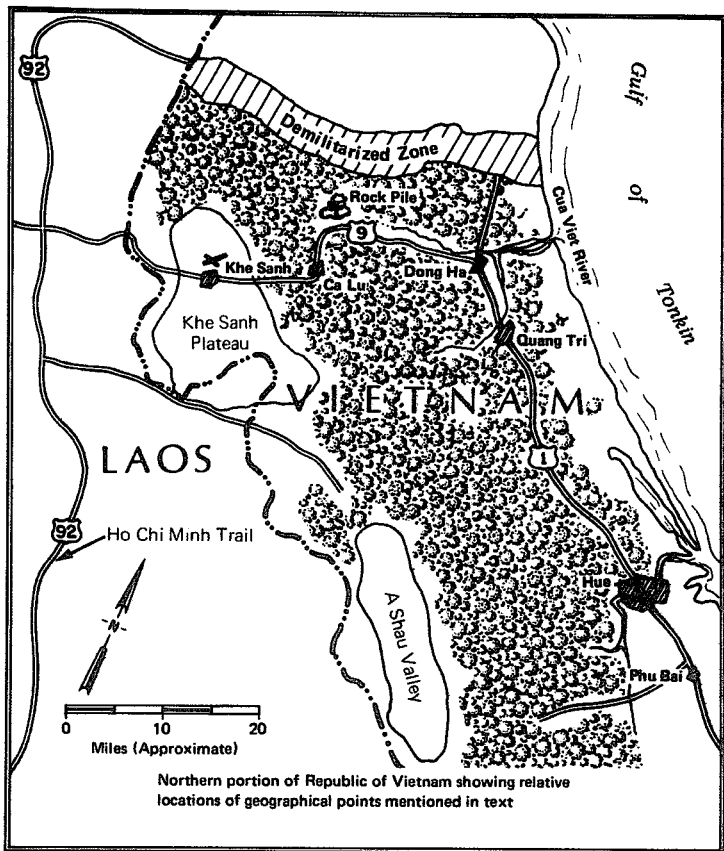 92
Gulf
of
Tonkin
Demilitarized Zone
Rock Pile
9
Cua Viet River
Khe Sanh
Ca Lu
Dong Ha
Khe Sanh
Plateau
Quang Tri
VIETNAM
LAOS
1
92
Ho Chi Minh Trail
N
A Shau Valley
Hue
Phu Bai
0 10 20
Miles (Approximate)
Northern portion of Republic of Vietnam showing relative
locations of geographical points mentioned in text